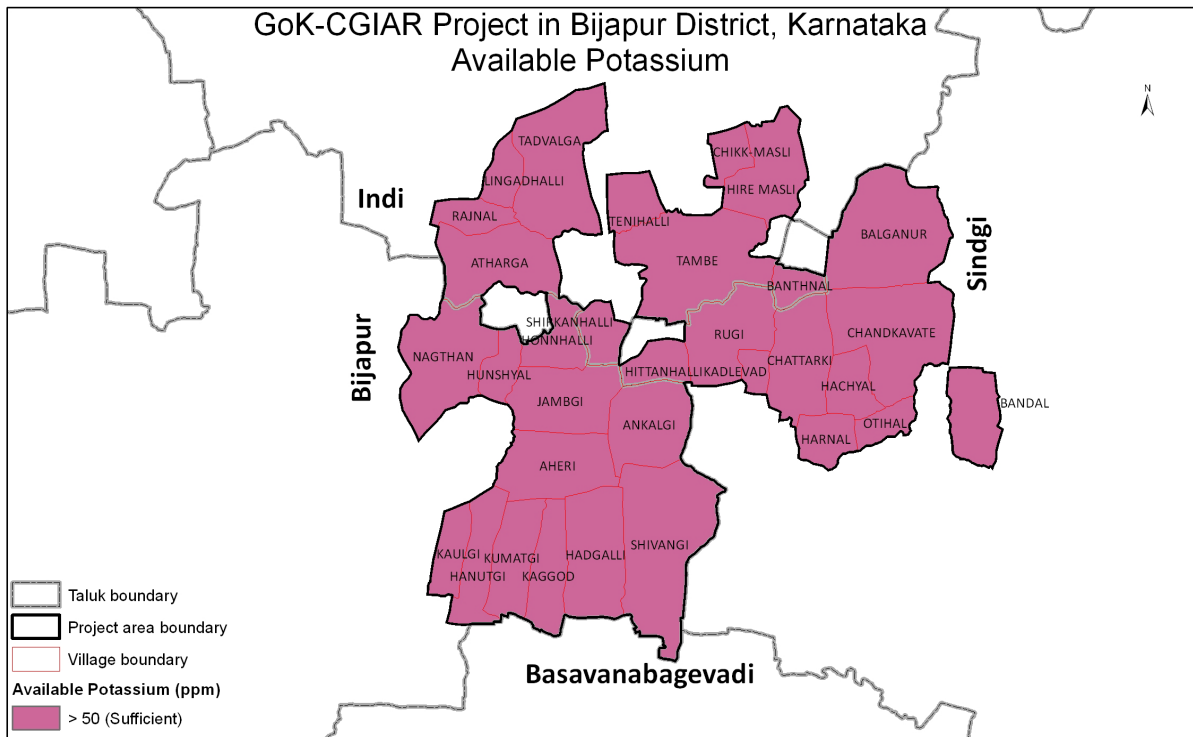 GoK-CGIAR Project in Bijapur District, Karnataka
Available Potassium
N
TADVALGA
CHIKK-MASLI
LINGADHALLI
HIRE MASLI
Indi
RAJNAL
TENIHALLI
BALGANUR
Sindgi
ATHARGA
TAMBE
BANTHNAL
SHIRKANHALLI
HONNHALLI
RUGI
CHANDKAVATE
Bijapur
NAGTHAN
HUNSHYAL
HITTANHALLI
KADLEVAD
CHATTARKI
HACHYAL
JAMBGI
BANDAL
ANKALGI
OTIHAL
HARNAL
AHERI
KAULGI
HANUTGI
KUMATGI
KAGGOD
HADGALLI
SHIVANGI
Basavanabagevadi
Taluk boundary
Project area boundary
Village boundary
Available Potassium (ppm)
> 50 (Sufficient)